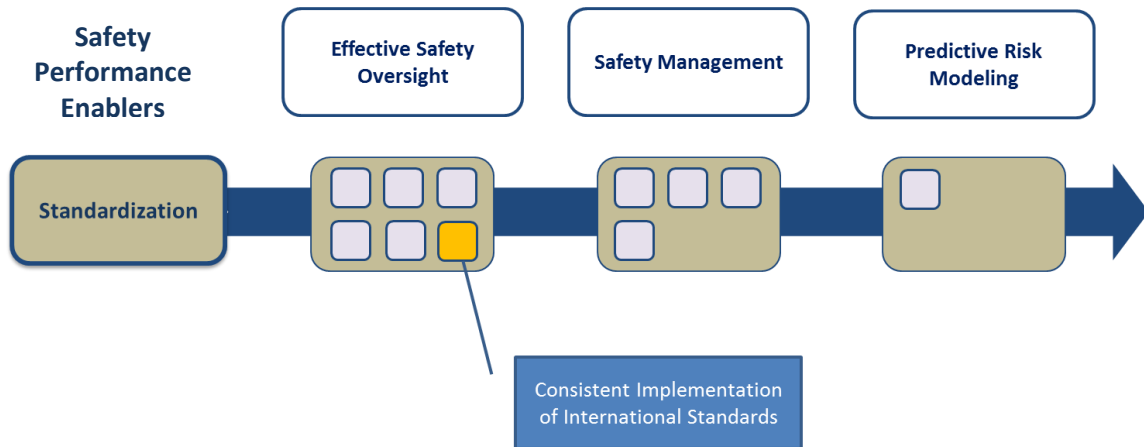 Safety
Performance
Enablers
Effective Safety
Oversight
Safety Management
Predictive Risk
Modeling
Standardization
Consistent Implementation
of International Standards